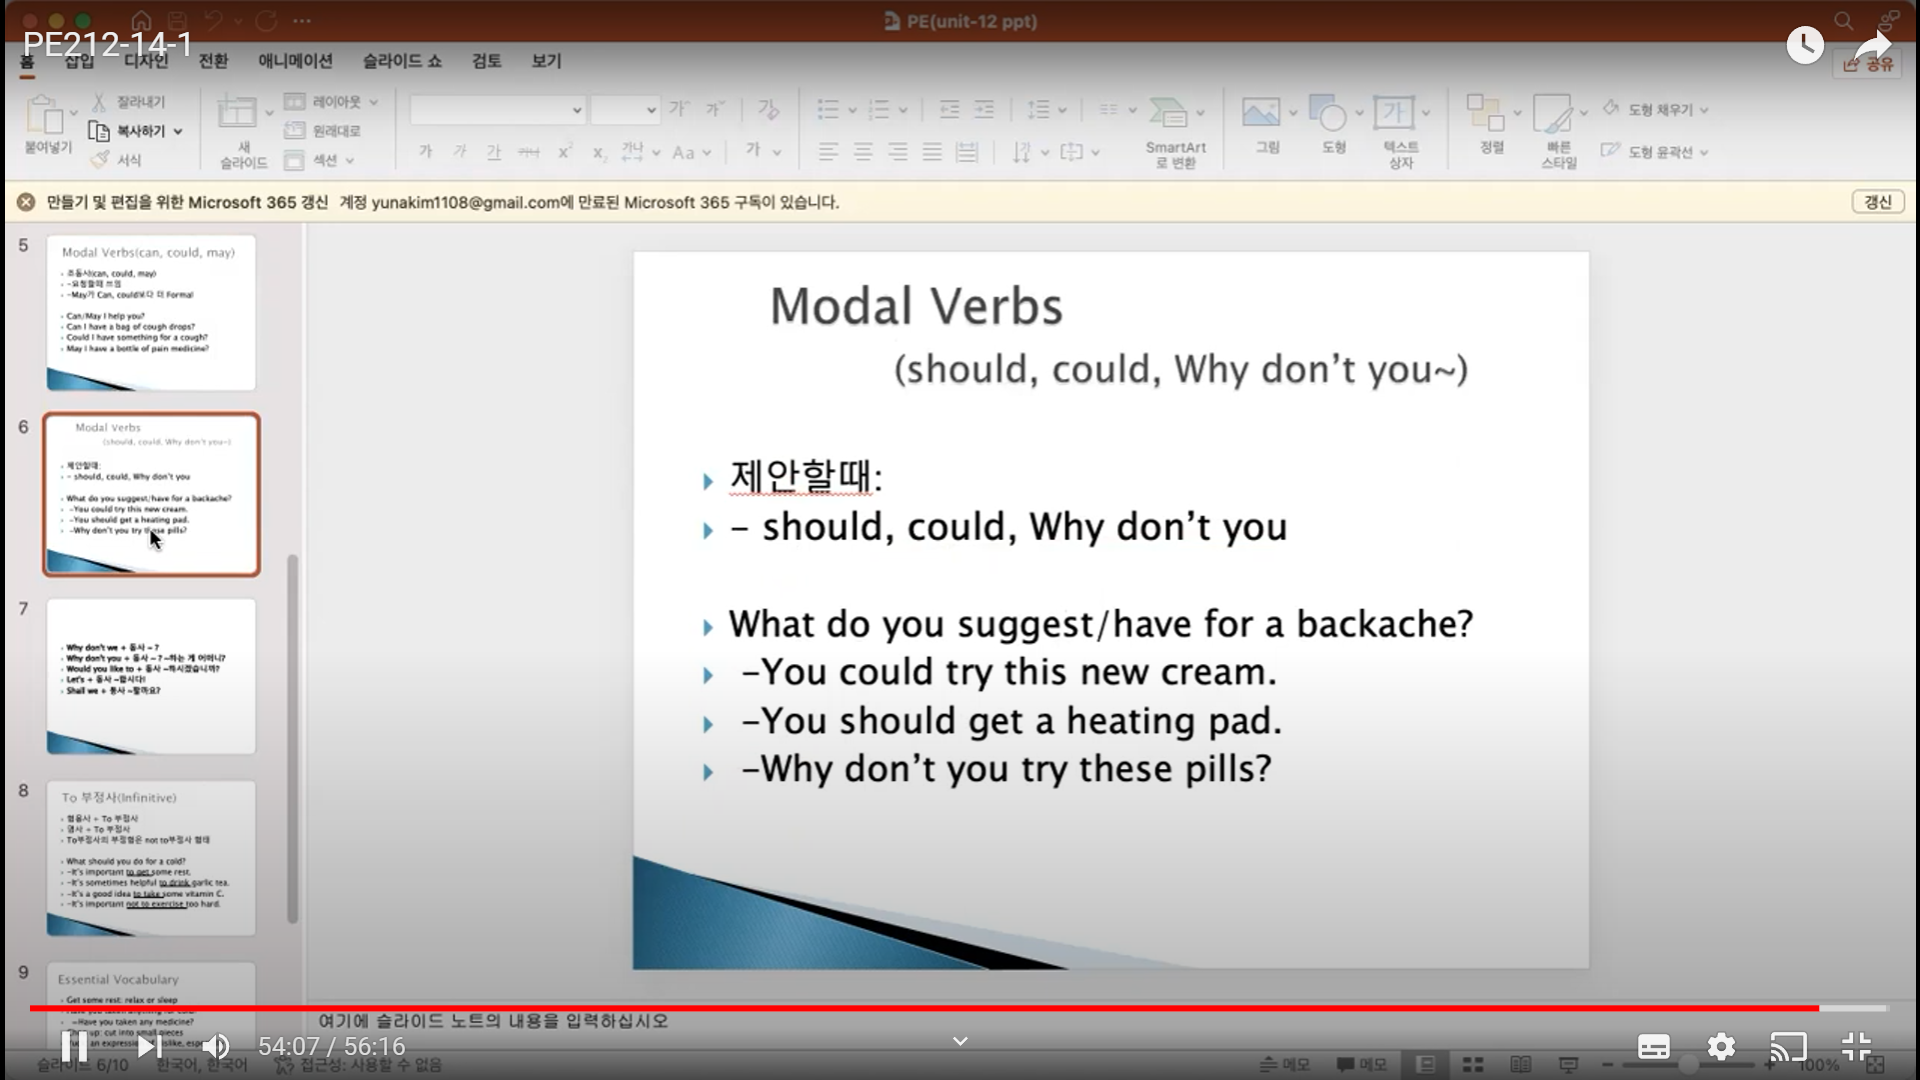 PE(unit-12 ppt)
PE212-14-1
홈 삽입 디자인 전환 애니메이션 슬라이드 쇼 검토 보기
공유
붙여넣기
잘라내기
복사하기
서식
새
슬라이드
레이아웃
원래대로
섹션
SmartArt
로 변환
그림
도형
텍스트
상자
정렬
빠른
스타일
도형 채우기
도형 윤곽선
만들기 및 편집을 위한 Microsoft 365 갱신 계정 yunakim1108@gmail.com에 만료된 Microsoft 365 구독이 있습니다.
갱신
5
Modal Verbs(can, could, may)
조동사(can, could, may)
-요청할때 쓰임
-May가 Can, could보다 더 Formal
Can/May I help you?
Can I have a bag of cough drops?
Could I have something for a cough?
May I have a bottle of pain medicine?
6
Modal Verbs
(should, could, Why don't you~)
제안할때:
- should, could, Why don't you
What do you suggest/have for a backache?
-You could try this new cream.
-You should get a heating pad.
-Why don't you try these pills?
7
Why don't we + 동사 ~ ?
Why don't you + 동사 ~ ? ~하는 게 어떠니?
Would you like to + 동사 ~하시겠습니까?
Let's + 동사 ~합시다!
Shall we + 동사 ~할까요?
8
To 부정사(Infinitive)
형용사 + To 부정사
명사 + To 부정사
To부정사의 부정형은 not to부정사 형태
What should you do for a cold?
-It's important to get some rest.
-It's sometimes helpful to drink garlic tea.
-It's a good idea to take some vitamin C.
-It's important not to exercise too hard.
9
Essential Vocabulary
Get some rest: relax or sleep
-Have you taken any medicine?
up: cut into small pieces
an expression of dislike,
Modal Verbs
(should, could, Why don't you~)
제안할때:
- should, could, Why don't you
What do you suggest/have for a backache?
-You could try this new cream.
-You should get a heating pad.
-Why don't you try these pills?
여기에 슬라이드 노트의 내용을 입력하십시오
54:07 / 56:16
슬라이드 6/10 한국어, 한국어 접근성: 사용할 수 없음
메모 메모 100%